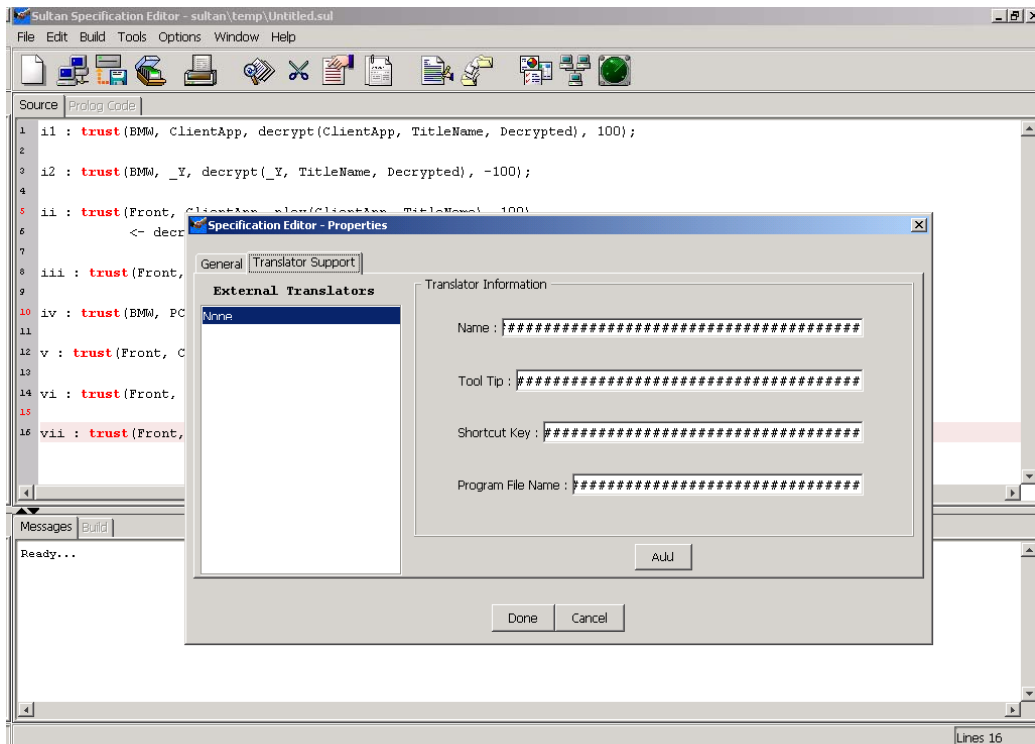 Sultan Specification Editor - sultan\temp\Untitled.sul
File Edit Build Tools Options Window Help
Source Prolog Code
1 i1 : trust(BMW, ClientApp, decrypt(ClientApp, TitleName, Decrypted), 100);
2
3 i2 : trust(BMW, _Y, decrypt(_Y, TitleName, Decrypted), -100);
4
5 ii : trust(Front, ClientApp, play(ClientApp, TitleName), 100)
6 <- decr
7
8 iii : trust(Front,
9
10 iv : trust(BMW, PC
11
12 v : trust(Front, C
13
14 vi : trust(Front,
15
16 vii : trust(Front,
Specification Editor - Properties
General Translator Support
External Translators
None
Translator Information
Name : #######################################
Tool Tip : ######################################
Shortcut Key : ###################################
Program File Name : ################################
Add
Done Cancel
Messages Build
Ready...
Lines 16